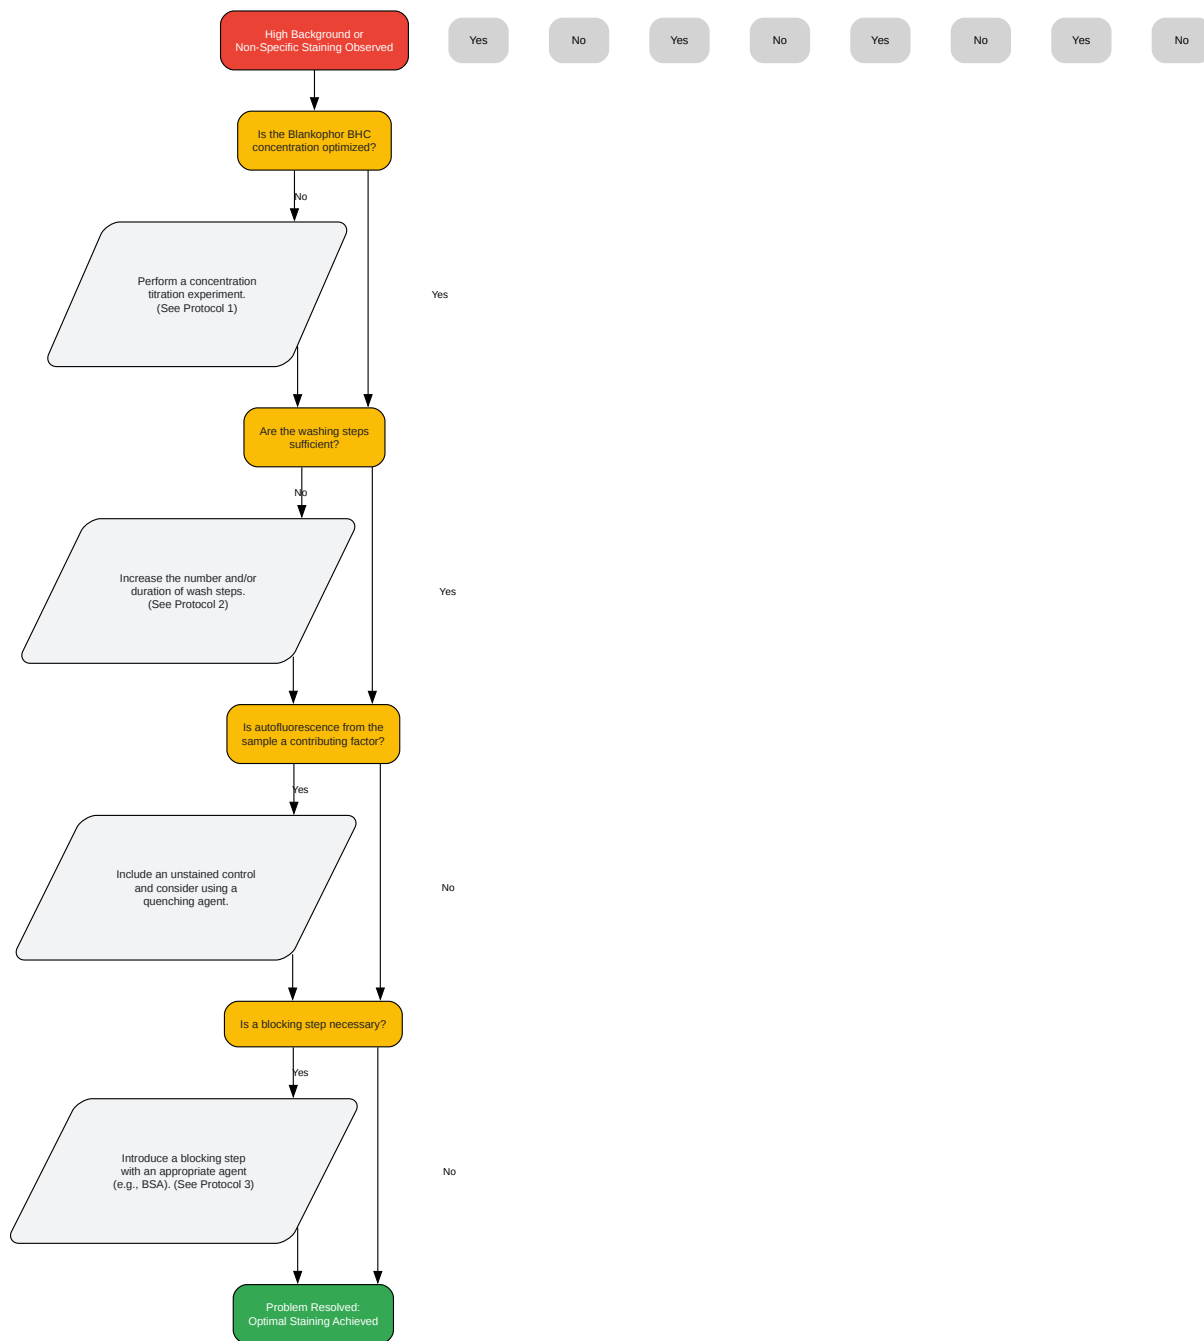 High Background or
Non-Specific Staining Observed
Yes
No
Yes
No
Yes
No
Yes
No
Is the Blankophor BHC
concentration optimized?
No
Perform a concentration
titration experiment.
(See Protocol 1)
Yes
Are the washing steps
sufficient?
No
Increase the number and/or
duration of wash steps.
(See Protocol 2)
Yes
Is autofluorescence from the
sample a contributing factor?
Yes
Include an unstained control
and consider using a
quenching agent.
No
Is a blocking step necessary?
Yes
Introduce a blocking step
with an appropriate agent
(e.g., BSA). (See Protocol 3)
No
Problem Resolved:
Optimal Staining Achieved